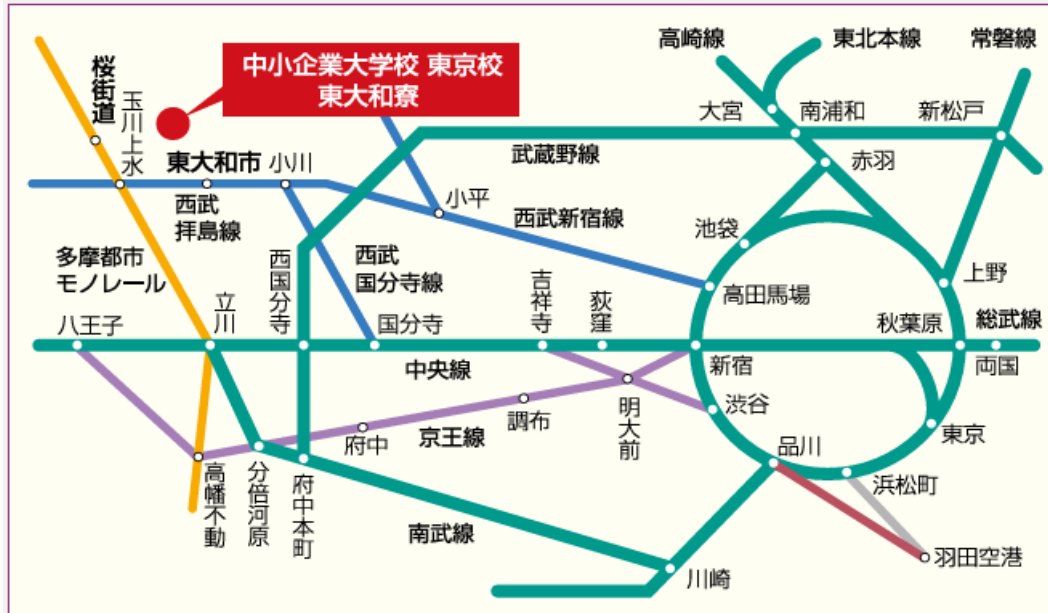 中小企業大学校 東京校
東大和寮
高崎線
東北本線
常磐線
桜街道
玉川上水
大宮
南浦和
新松戸
東大和市
小川
武蔵野線
赤羽
西武
拝島線
小平
西武新宿線
池袋
多摩都市
モノレール
西武
国分寺線
上野
高田馬場
八王子
立川
西国分寺
国分寺
吉祥寺
荻窪
秋葉原
総武線
中央線
新宿
両国
渋谷
調布
明大前
京王線
府中
東京
品川
浜松町
高幡不動
分倍河原
府中本町
南武線
羽田空港
川崎